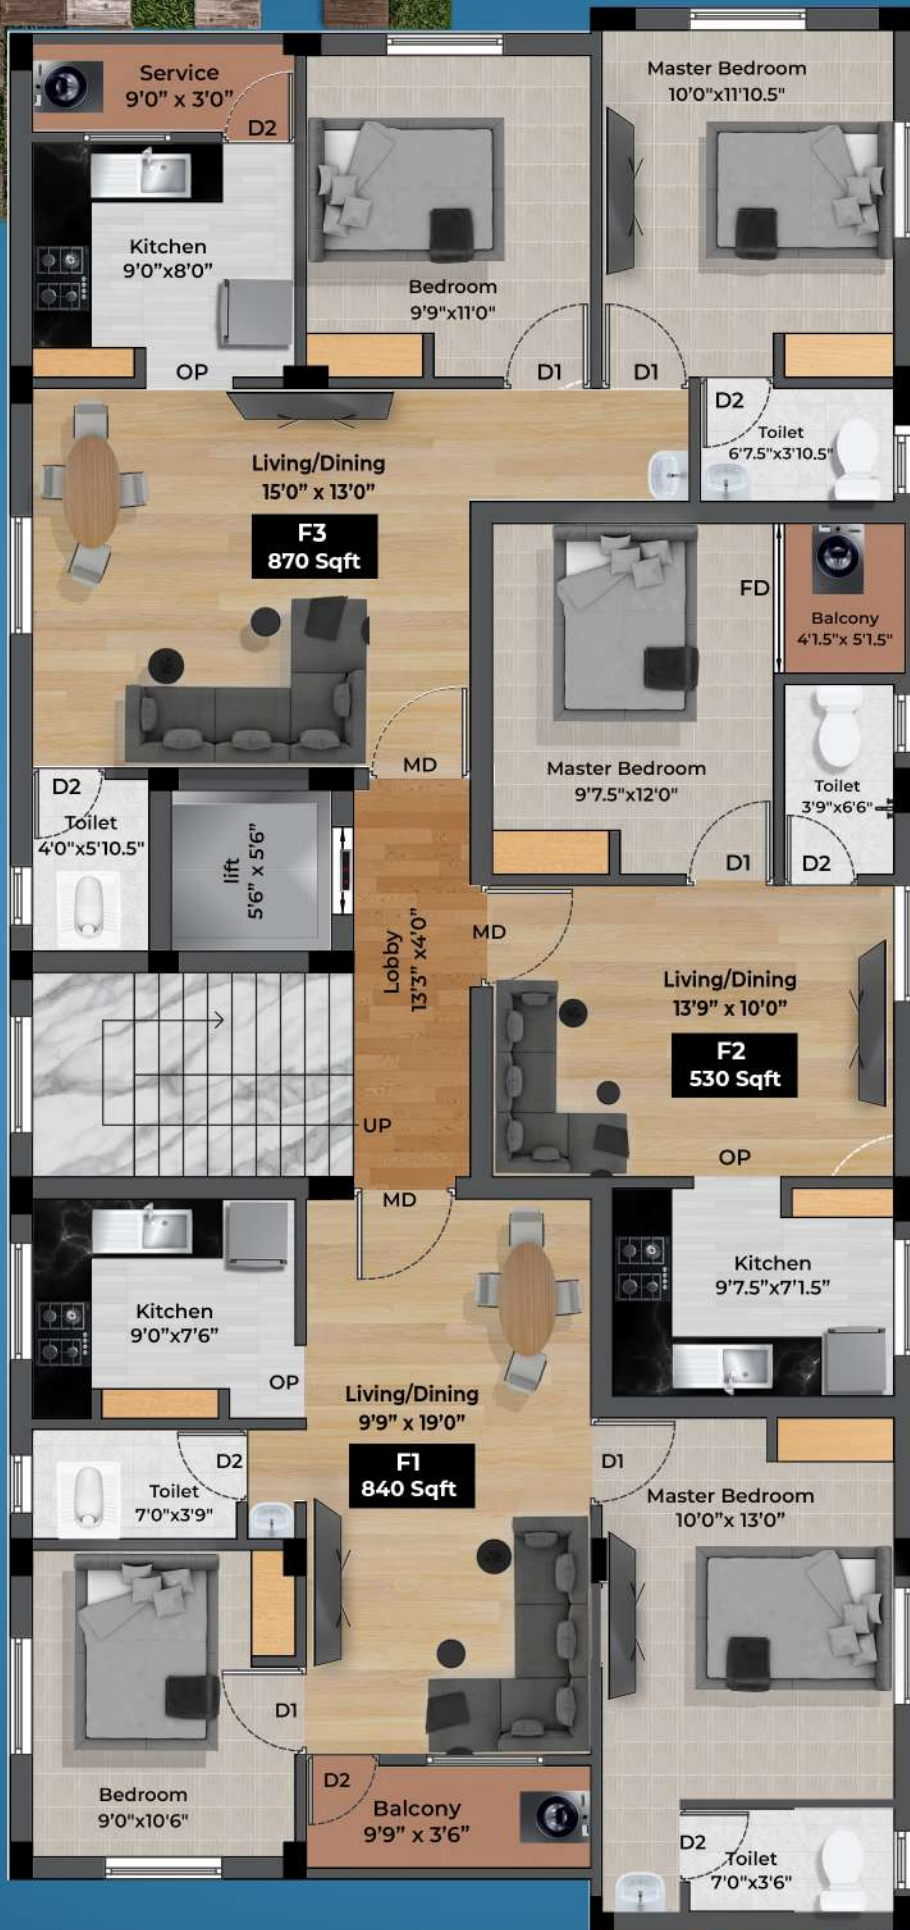 Service
9'0” x 3'0”
D2
Master Bedroom
10'0"x11'10.5"
Kitchen
9'0”x8'0”
Bedroom
9'9"x11'0"
OP
D1
D1
D2
Toilet
6'7.5"x3'10.5"
Living/Dining
15'0” x 13'0”
F3
870 Sqft
FD
Balcony
4'1.5"x 5'1.5"
MD
Master Bedroom
9'7.5"x12'0"
D2
Toilet
4'0"x5'10.5"
lift
5'6” x 5'6”
Toilet
3'9"x6'6"
D1
D2
MD
Lobby
13'3” x4'0”
Living/Dining
13'9” x 10'0”
F2
530 Sqft
UP
OP
MD
Kitchen
9'7.5”x7'1.5”
Kitchen
9'0”x7'6”
OP
Living/Dining
9'9” x 19'0”
F1
840 Sqft
D2
Toilet
7'0"x3'9"
D1
Master Bedroom
10'0”x 13'0”
D1
Bedroom
9'0"x10'6"
D2
Balcony
9'9” x 3'6”
D2
Toilet
7'0"x3'6"